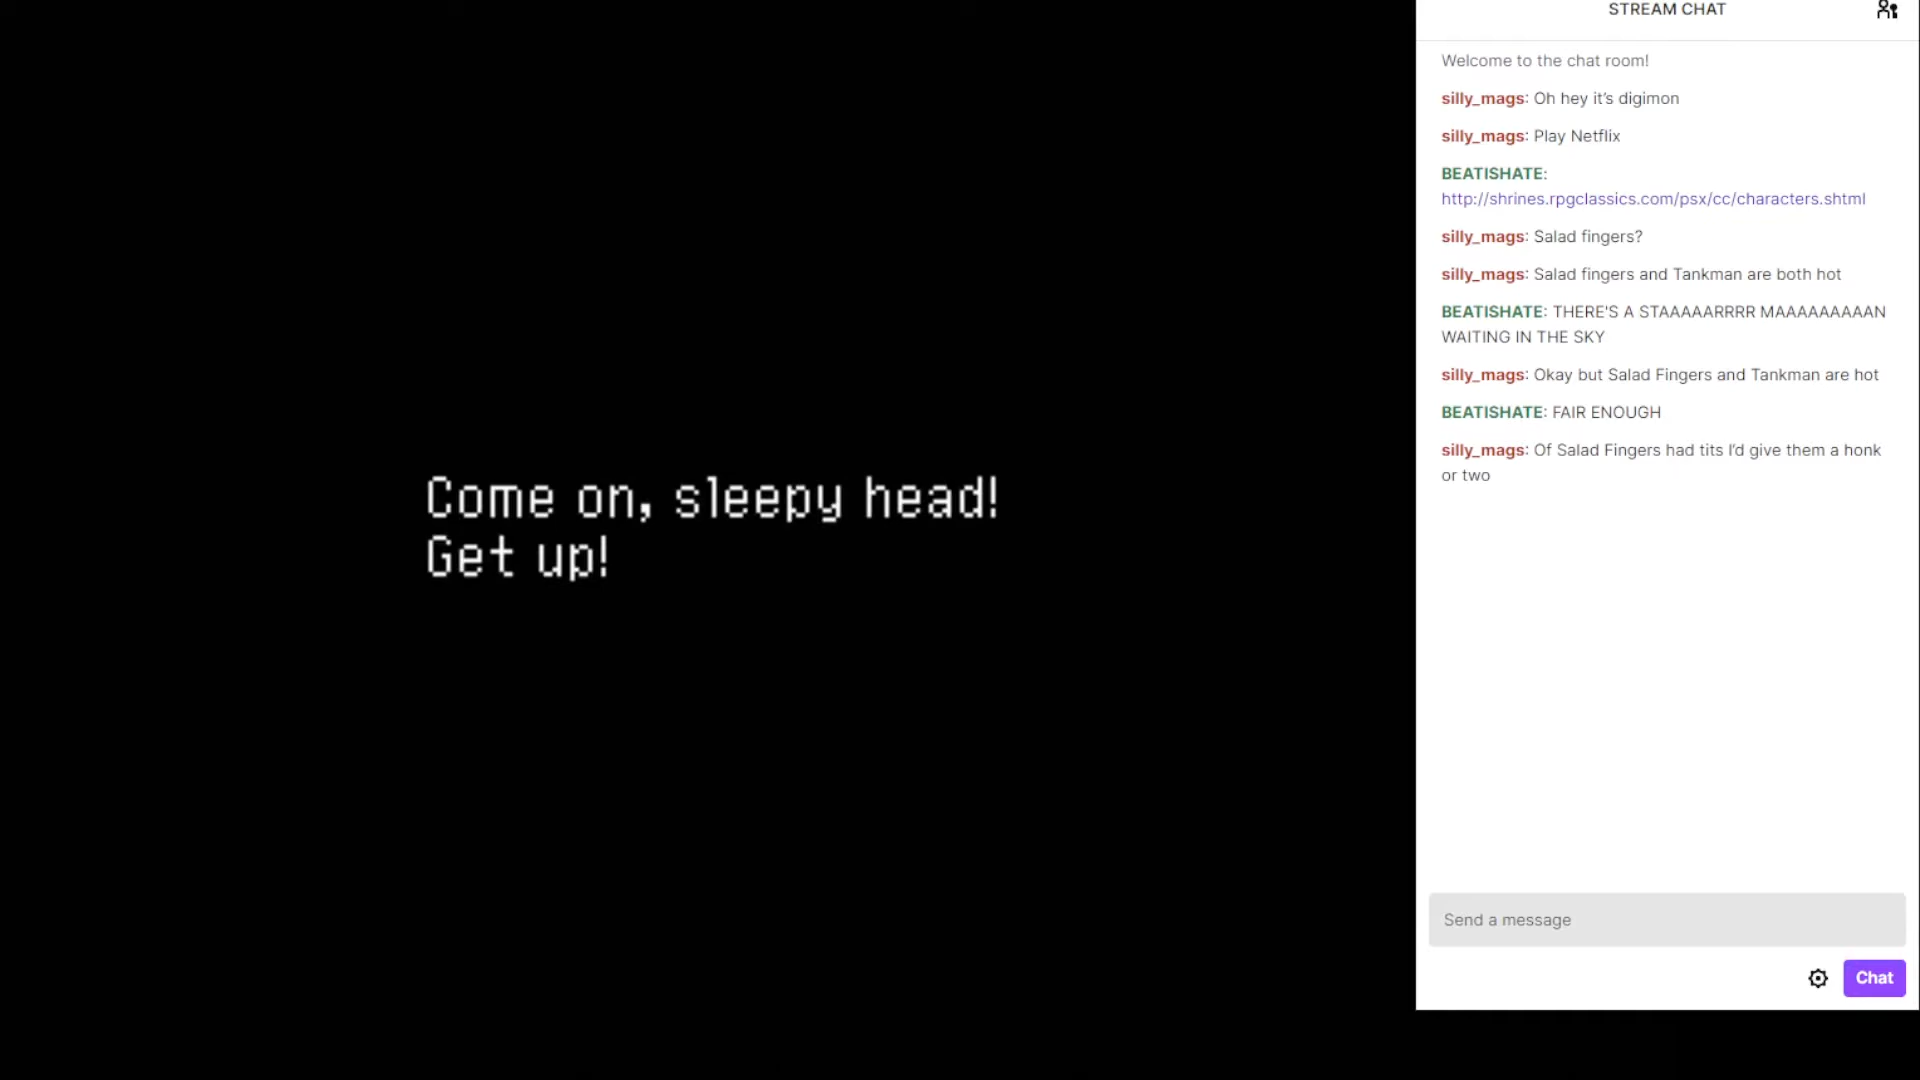 Come on, sleepy head!
Get up!
STREAM CHAT
Welcome to the chat room!
silly_mags: Oh hey it's digimon
silly_mags: Play Netflix
BEATISHATE:
http://shrines.rpgclassics.com/psx/cc/characters.shtml
silly_mags: Salad fingers?
silly_mags: Salad fingers and Tankman are both hot
BEATISHATE: THERE'S A STAAAAARRRR MAAAAAAAAAN
WAITING IN THE SKY
silly_mags: Okay but Salad Fingers and Tankman are hot
BEATISHATE: FAIR ENOUGH
silly_mags: Of Salad Fingers had tits I'd give them a honk
or two
Send a message
Chat